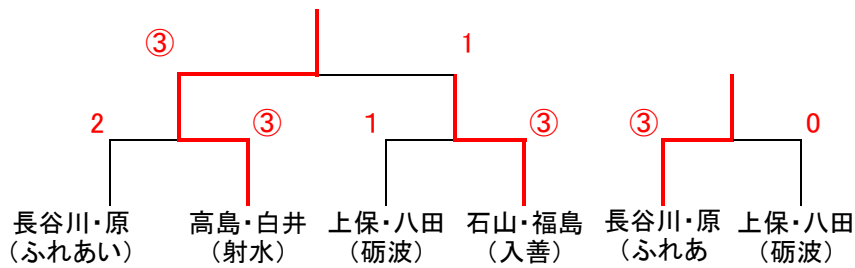 ③ 1
2 ③ 1 ③ ③ 0
長谷川・原 高島・白井 上保・八田 石山・福島 長谷川・原 上保・八田
（ふれあい） （射水） （砺波） （入善） （ふれあ （砺波）